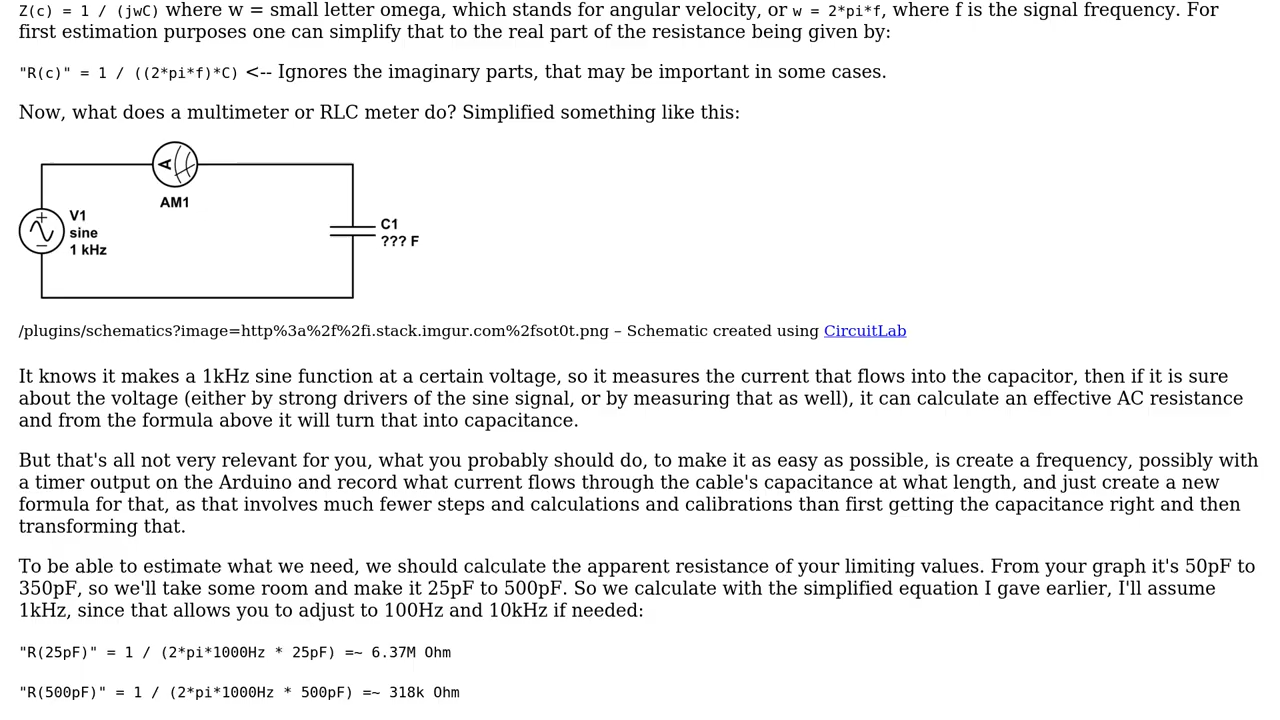 Z(c) = 1 / (jwC) where w = small letter omega, which stands for angular velocity, or w = 2*pi*f, where f is the signal frequency. For
first estimation purposes one can simplify that to the real part of the resistance being given by:
"R(c)" = 1 / ((2*pi*f)*C) <-- Ignores the imaginary parts, that may be important in some cases.
Now, what does a multimeter or RLC meter do? Simplified something like this:
A
AM1
V1
sine
1 kHz
C1
??? F
/plugins/schematics?image=http%3a%2f%2fi.stack.imgur.com%2fsot0t.png – Schematic created using CircuitLab
It knows it makes a 1kHz sine function at a certain voltage, so it measures the current that flows into the capacitor, then if it is sure
about the voltage (either by strong drivers of the sine signal, or by measuring that as well), it can calculate an effective AC resistance
and from the formula above it will turn that into capacitance.
But that's all not very relevant for you, what you probably should do, to make it as easy as possible, is create a frequency, possibly with
a timer output on the Arduino and record what current flows through the cable's capacitance at what length, and just create a new
formula for that, as that involves much fewer steps and calculations and calibrations than first getting the capacitance right and then
transforming that.
To be able to estimate what we need, we should calculate the apparent resistance of your limiting values. From your graph it's 50pF to
350pF, so we'll take some room and make it 25pF to 500pF. So we calculate with the simplified equation I gave earlier, I'll assume
1kHz, since that allows you to adjust to 100Hz and 10kHz if needed:
"R(25pF)" = 1 / (2*pi*1000Hz * 25pF) =~ 6.37M Ohm
"R(500pF)" = 1 / (2*pi*1000Hz * 500pF) =~ 318k Ohm